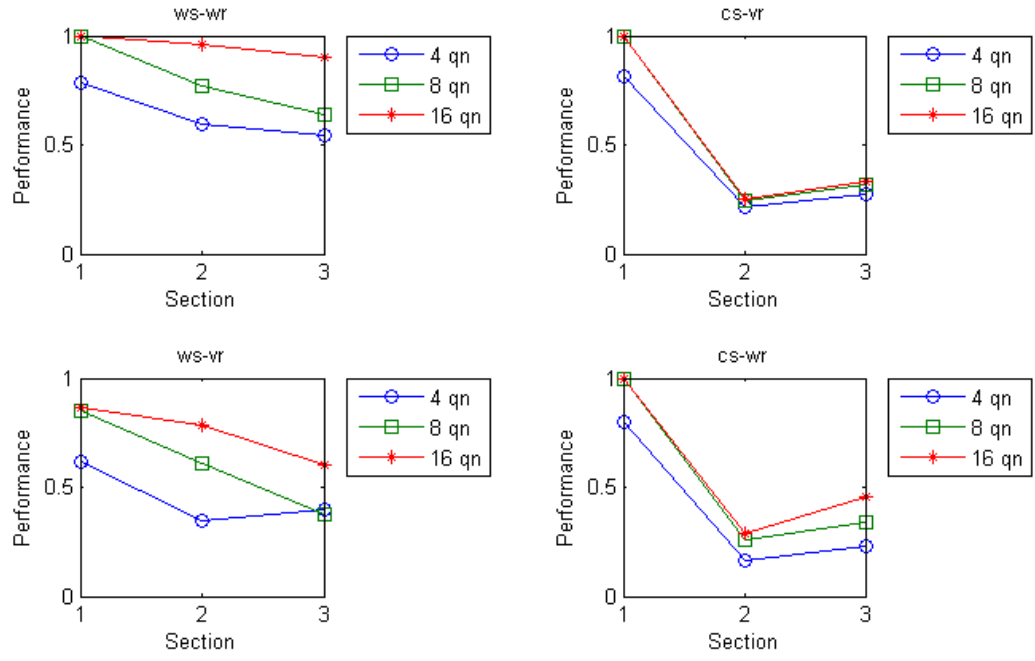 ws-wr
1
0.5
0
Performance
1 2 3
Section
4 qn
8 qn
16 qn
cs-vr
1
0.5
0
Performance
1 2 3
Section
4 qn
8 qn
16 qn
ws-vr
1
0.5
0
Performance
1 2 3
Section
4 qn
8 qn
16 qn
cs-wr
1
0.5
0
Performance
1 2 3
Section
4 qn
8 qn
16 qn